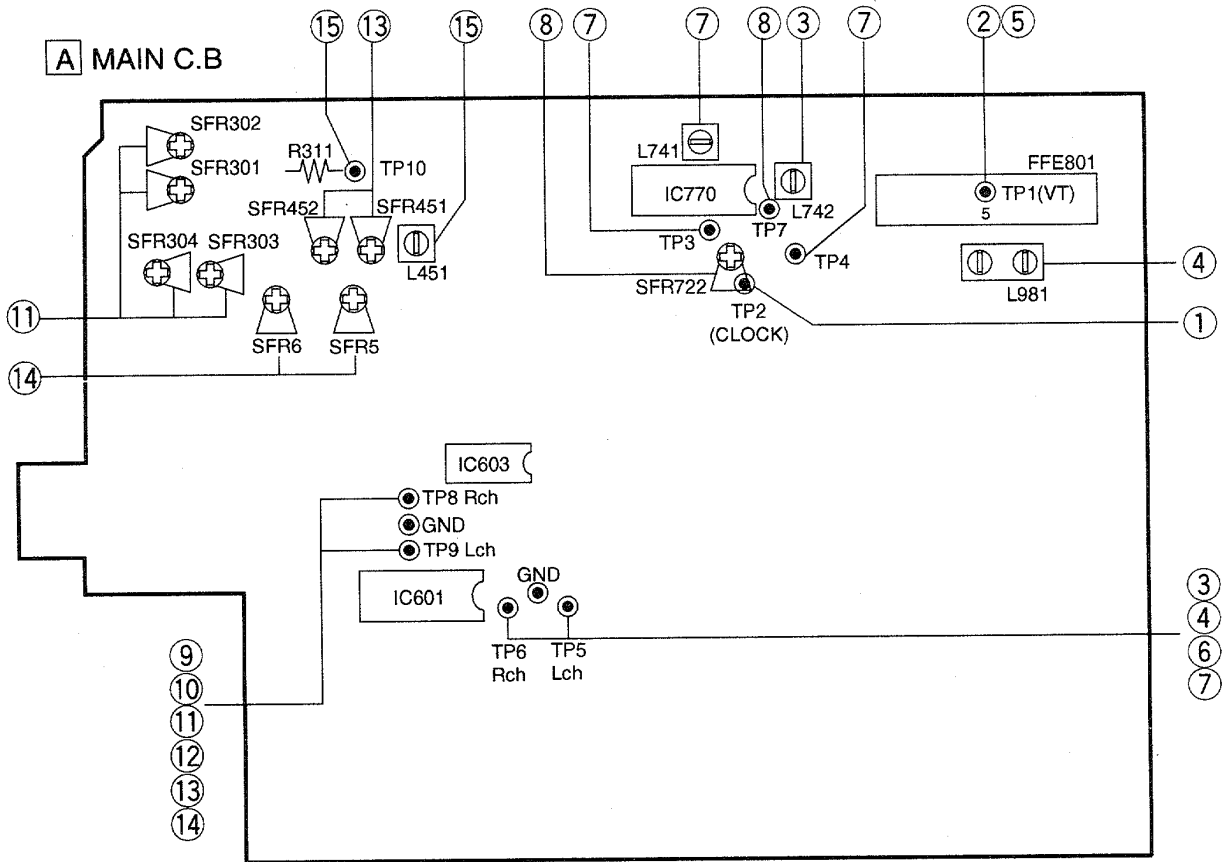 ⑮ ⑬ ⑮ ⑧ ⑦ ⑦ ⑧ ③ ⑦ ② ⑤
A MAIN C.B
SFR302
SFR301
R311
TP10
SFR452
SFR451
L451
SFR304
SFR303
SFR6
SFR5
⑪
⑭
L741
IC770
L742
TP7
TP3
TP4
SFR722
TP2
(CLOCK)
FFE801
TP1(VT)
5
L981
④
①
IC603
TP8 Rch
GND
TP9 Lch
IC601
GND
TP6
Rch
TP5
Lch
③
④
⑥
⑦
⑨
⑩
⑪
⑫
⑬
⑭